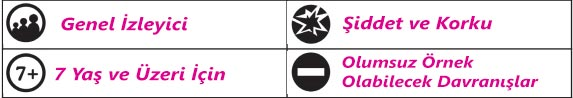 Genel İzleyici
Şiddet ve Korku
7+
7 Yaş ve Üzeri İçin
Olumsuz Örnek
Olabilecek Davranışlar